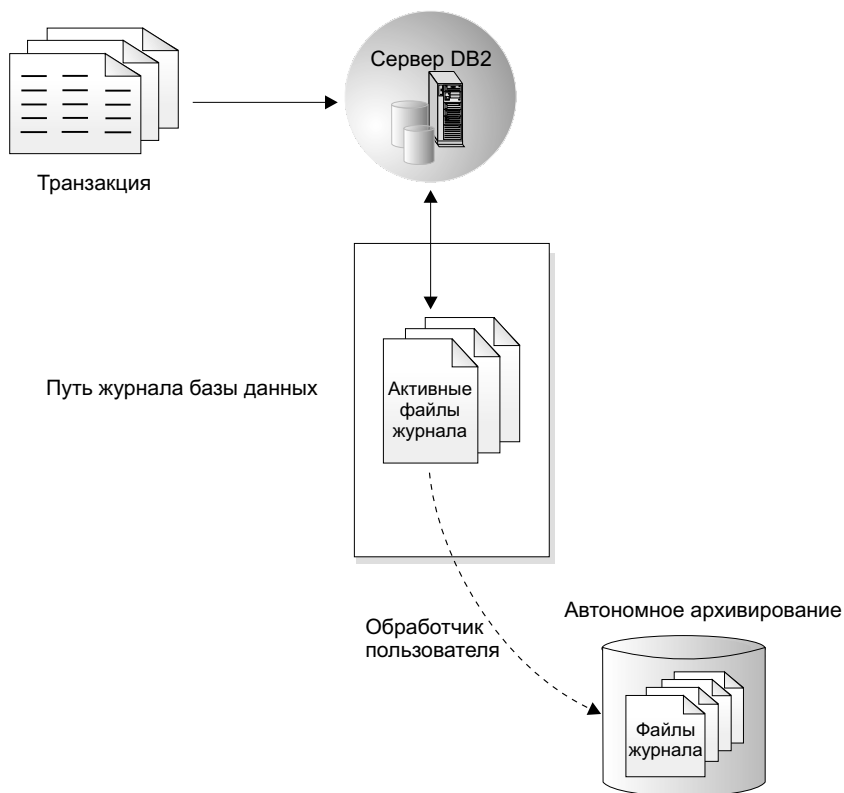 Сервер DB2
Транзакция
Путь журнала базы данных
Активные
файлы
журнала
Обработчик
пользователя
Автономное архивирование
Файлы
журнала